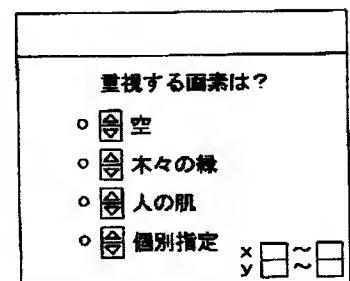 重視する画素は？
空
木々の緑
人の肌
個別指定
x 〜
y 〜